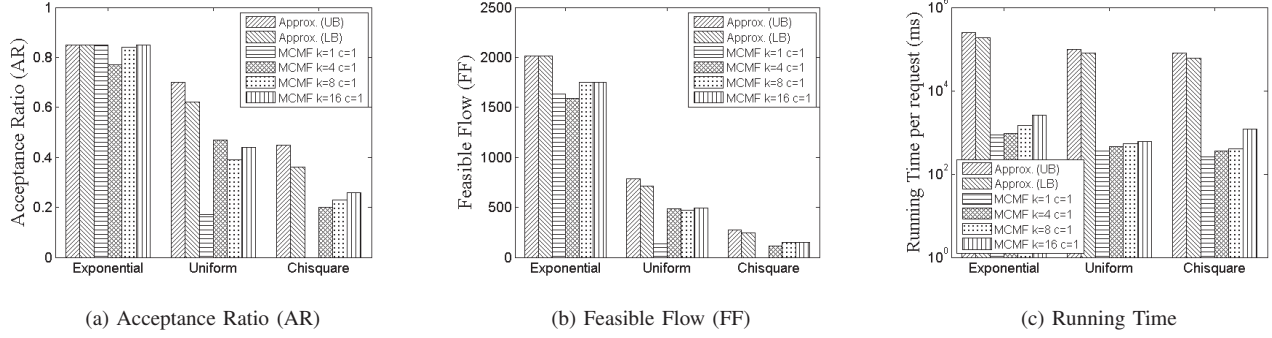 1
0.8
0.6
0.4
0.2
0
Acceptance Ratio (AR)
Exponential Uniform Chisquare
Approx. (UB)
Approx. (LB)
MCMF k=1 c=1
MCMF k=4 c=1
MCMF k=8 c=1
MCMF k=16 c=1
(a) Acceptance Ratio (AR)
2500
2000
1500
1000
500
0
Feasible Flow (FF)
Exponential Uniform Chisquare
Approx. (UB)
Approx. (LB)
MCMF k=1 c=1
MCMF k=4 c=1
MCMF k=8 c=1
MCMF k=16 c=1
(b) Feasible Flow (FF)
10^6
10^4
10^2
10^0
Running Time per request (ms)
Exponential Uniform Chisquare
Approx. (UB)
Approx. (LB)
MCMF k=1 c=1
MCMF k=4 c=1
MCMF k=8 c=1
MCMF k=16 c=1
(c) Running Time